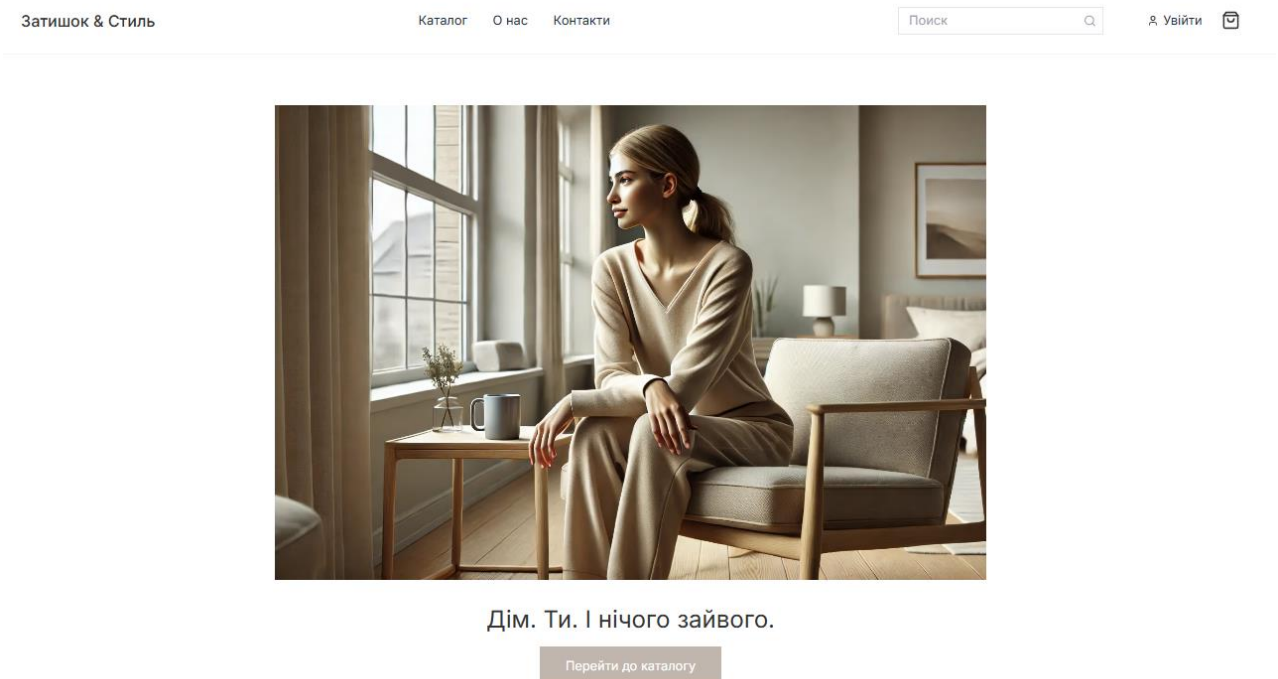 Затишок & Стиль
Каталог О нас Контакти
Поиск
Увійти
Дім. Ти. І нічого зайвого.
Перейти до каталогу